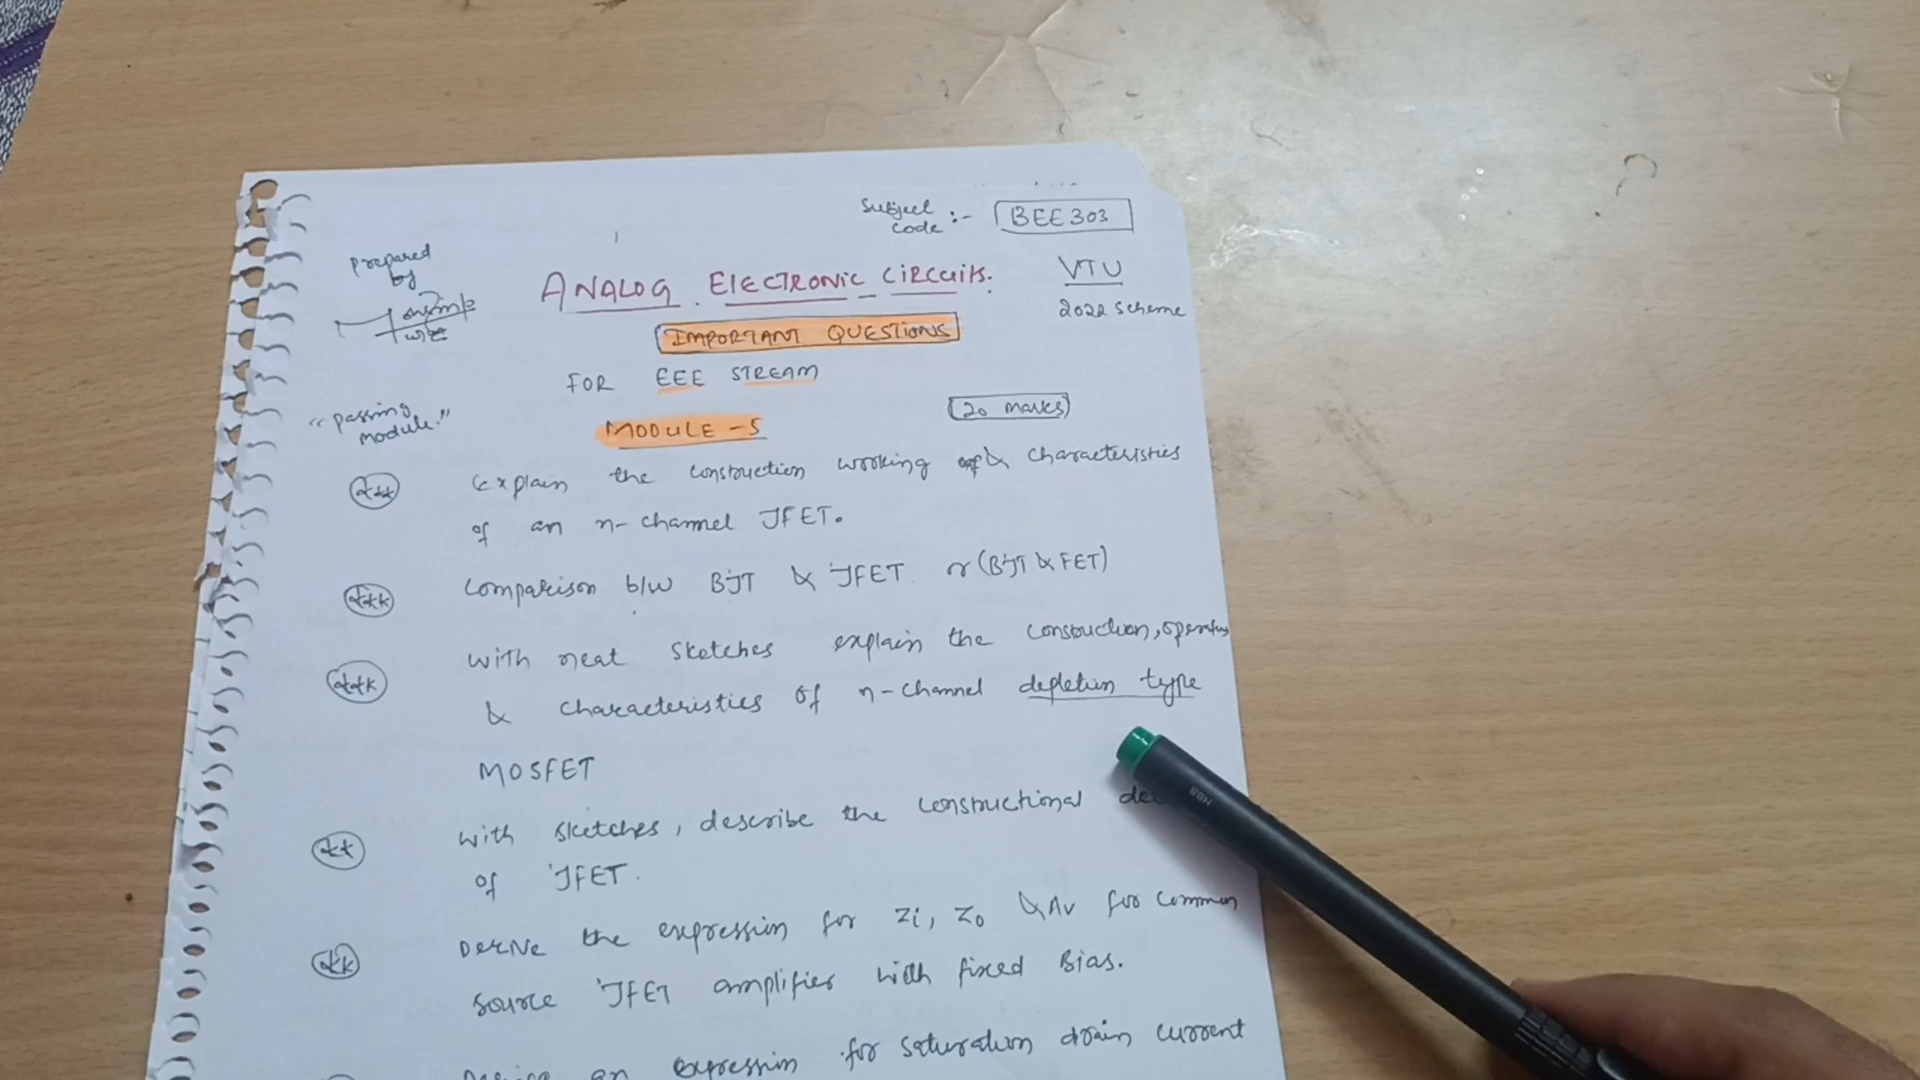 Subject code :- BEE303
Prepared by
ANALOG ELECTRONIC CIRCUITS.
VTU
2022 Scheme
IMPORTANT QUESTIONS
FOR EEE STREAM
"passing module."
MODULE - 5
20 marks
Explain the construction working & characteristics
of an n-channel JFET.
Comparison b/w BJT & JFET or (BJT & FET)
With neat sketches explain the construction, operation
& characteristics of n-channel depletion type
MOSFET
With sketches, describe the constructional
of JFET.
Derive the expression for Zi, Zo & Av for common
source JFET amplifier with fixed Bias.
an expression for saturation drain current
HBB